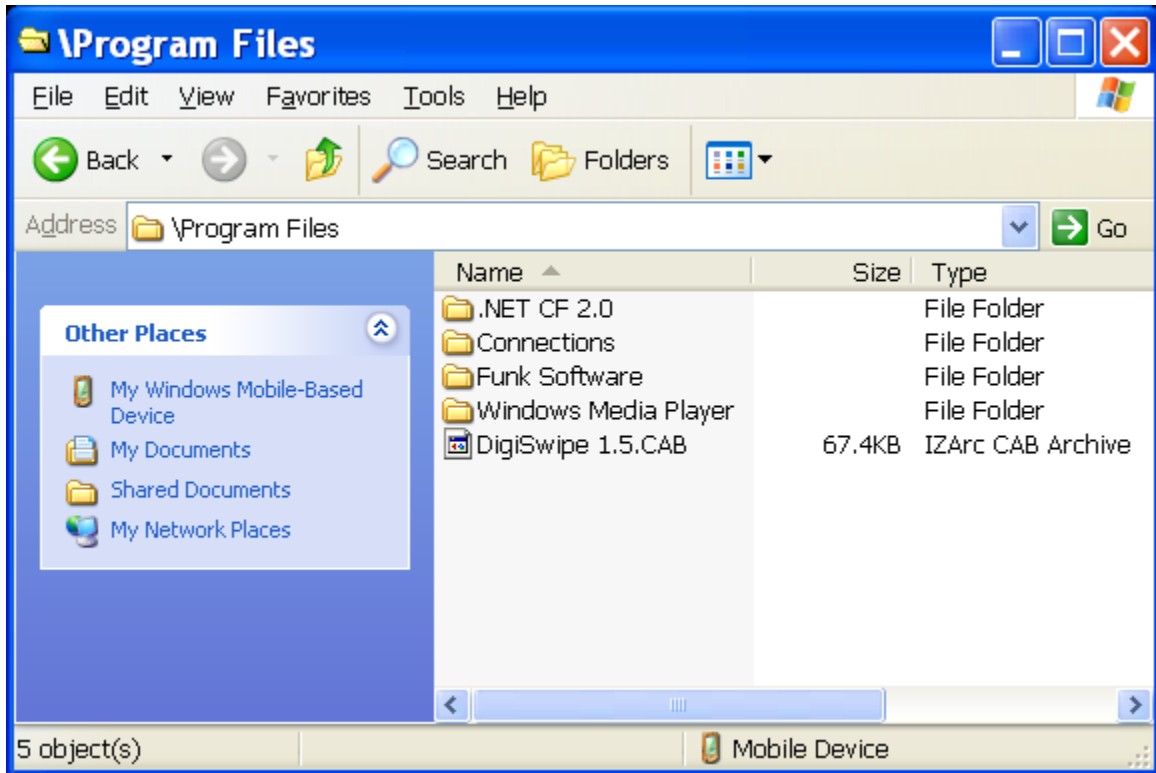 \Program Files
File Edit View Favorites Tools Help
Back Search Folders
Address \Program Files Go
Name Size Type
Other Places
My Windows Mobile-Based
Device
My Documents
Shared Documents
My Network Places
.NET CF 2.0 File Folder
Connections File Folder
Funk Software File Folder
Windows Media Player File Folder
DigiSwipe 1.5.CAB 67.4KB IZArc CAB Archive
5 object(s) Mobile Device